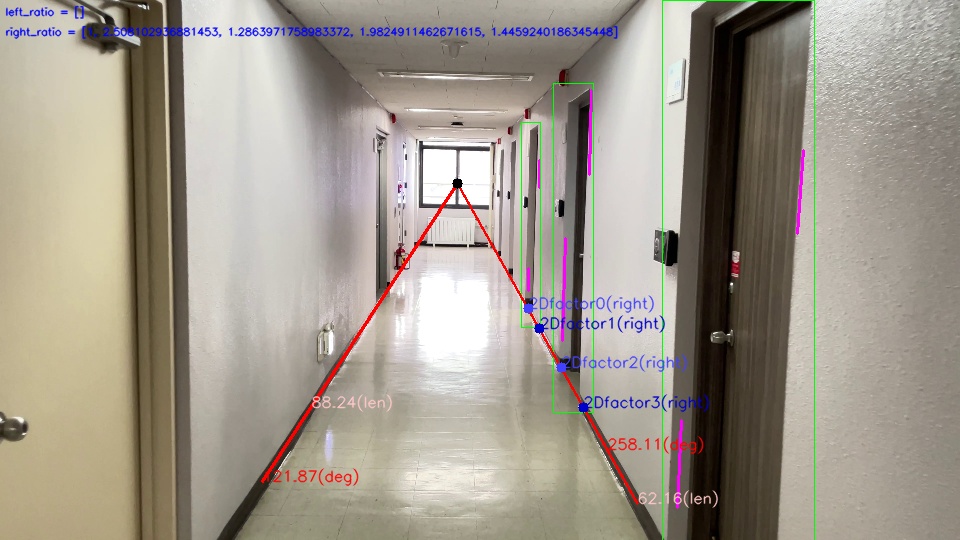 left_ratio = []
right_ratio = [1, 2.508102936881453, 1.2863971758983372, 1.9824911462671615, 1.4459240186345448]
2Dfactor0(right)
2Dfactor1(right)
2Dfactor2(right)
88.24(len)
2Dfactor3(right)
258.11(deg)
21.87(deg)
62.16(len)